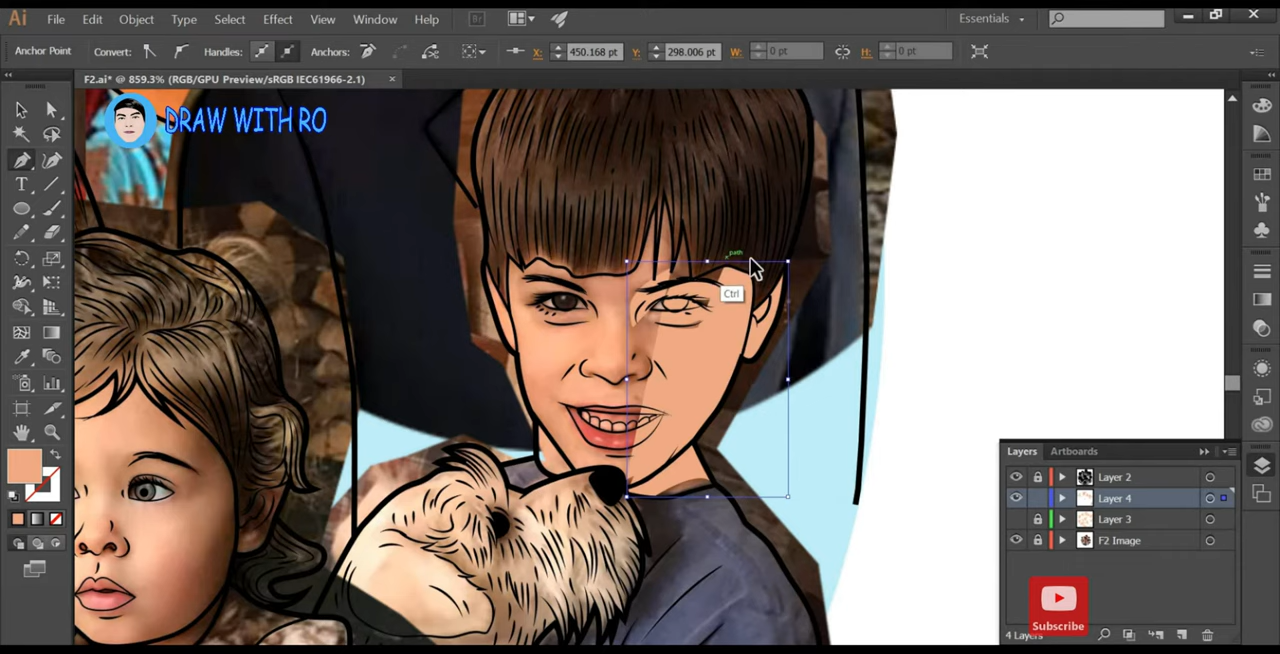 Ai File Edit Object Type Select Effect View Window Help Br Essentials
Anchor Point Convert: Handles: Anchors: X: 450.168 pt Y: 298.006 pt W: 0 pt H: 0 pt
F2.ai* @ 859.3% (RGB/GPU Preview/sRGB IEC61966-2.1) ×
DRAW WITH RO
path
Ctrl
Layers Artboards
Layer 2
Layer 4
Layer 3
F2 Image
Subscribe
4 Layers